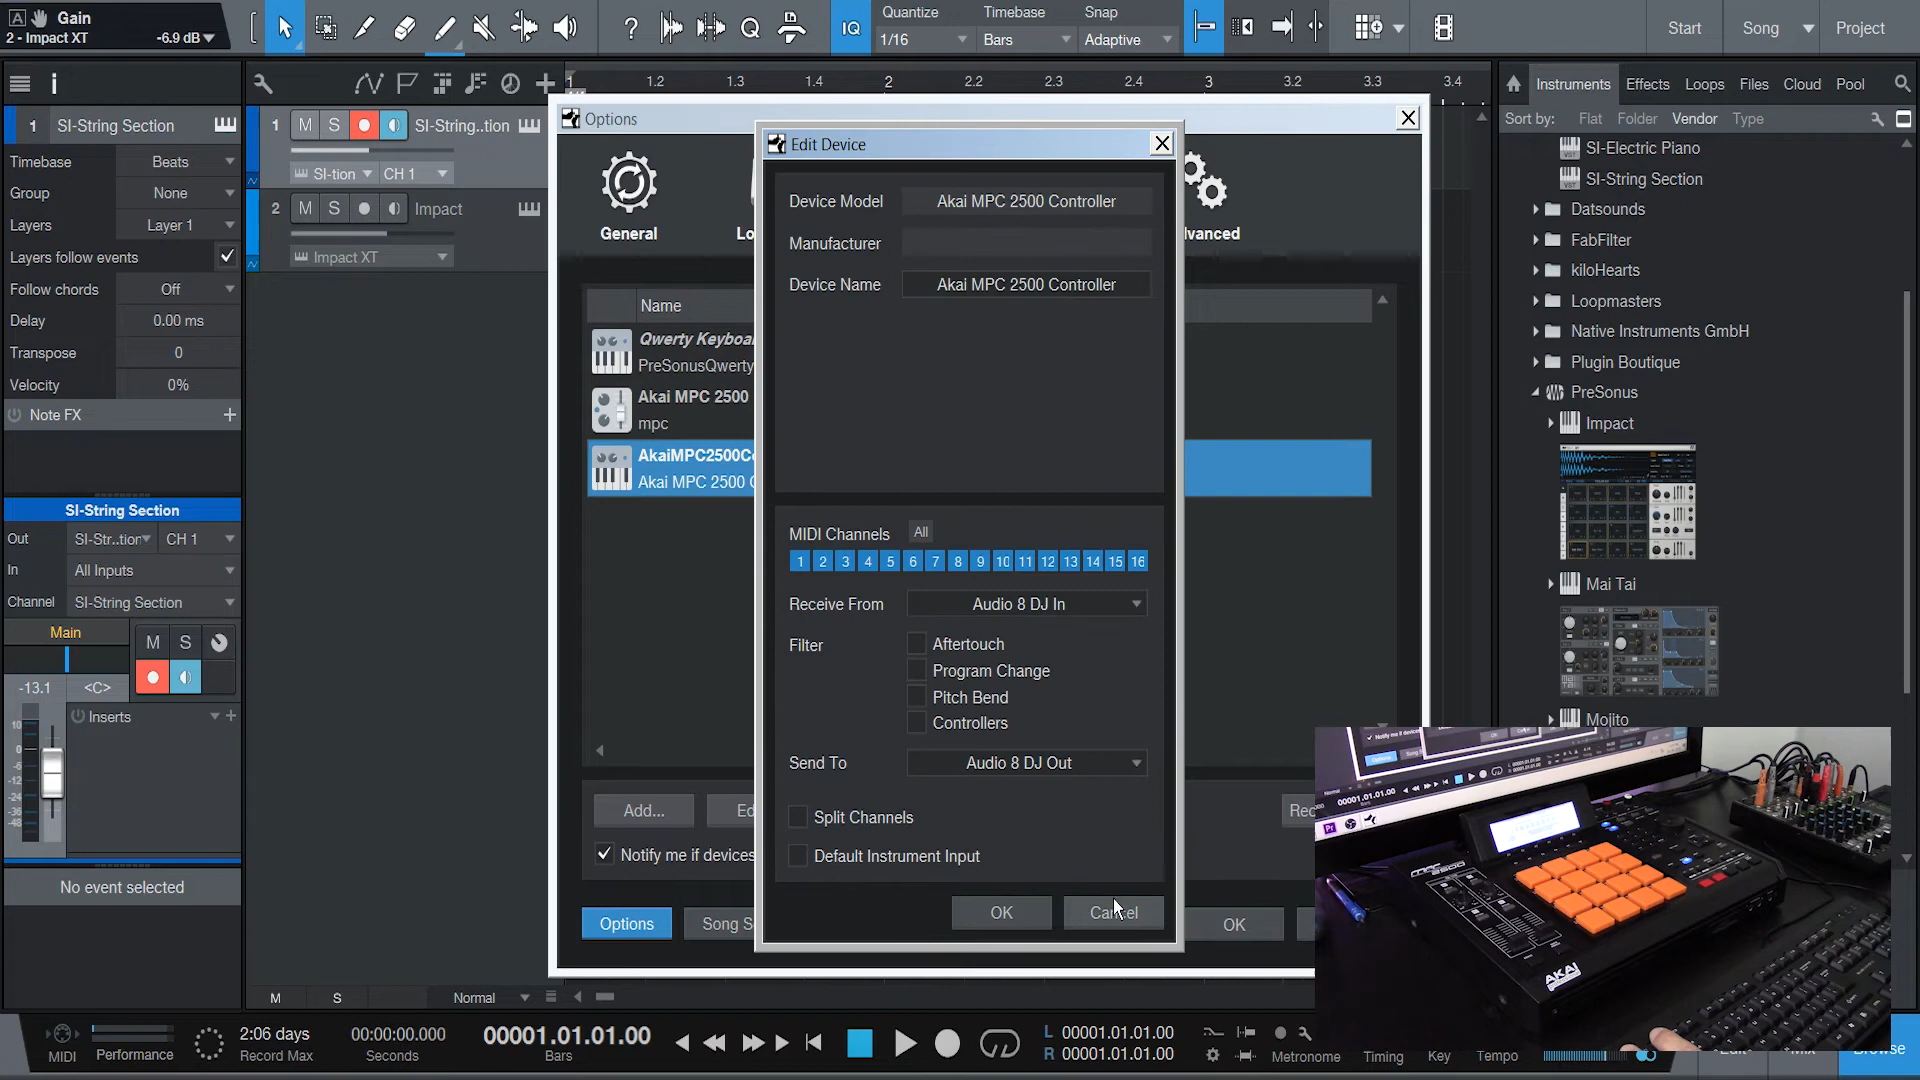 Gain
2 - Impact XT -6.9 dB
IQ
Quantize Timebase Snap
1/16 Bars Adaptive
Start Song Project
1 SI-String Section
Timebase Beats
Group None
Layers Layer 1
Layers follow events
Follow chords Off
Delay 0.00 ms
Transpose 0
Velocity 0%
Note FX
SI-String Section
Out SI-Str..tion CH 1
In All Inputs
Channel SI-String Section
Main
M S
-13.1 <C>
Inserts
No event selected
1 1.2 1.3 1.4 2 2.2 2.3 2.4 3 3.2 3.3 3.4
1 M S SI-String..tion
SI-tion CH 1
2 M S Impact
Impact XT
Options
General
Name
PreSonusQwerty
Akai MPC 2500
mpc
Options
Add...
Notify me if devices
OK
Edit Device
Device Model Akai MPC 2500 Controller
Manufacturer
Device Name Akai MPC 2500 Controller
MIDI Channels All
1 2 3 4 5 6 7 8 9 10 11 12 13 14 15 16
Receive From Audio 8 DJ In
Filter Aftertouch
Program Change
Pitch Bend
Controllers
Send To Audio 8 DJ Out
Split Channels
Default Instrument Input
OK Cancel
Instruments Effects Loops Files Cloud Pool
Sort by: Flat Folder Vendor Type
SI-Electric Piano
SI-String Section
Datsounds
FabFilter
kiloHearts
Loopmasters
Native Instruments GmbH
Plugin Boutique
PreSonus
Impact
Mai Tai
Mojito
AKAI
M S Normal
MIDI Performance
2:06 days
Record Max
00:00:00.000
Seconds
00001.01.01.00
Bars
L 00001.01.01.00
R 00001.01.01.00
Metronome Timing Key Tempo
Browse